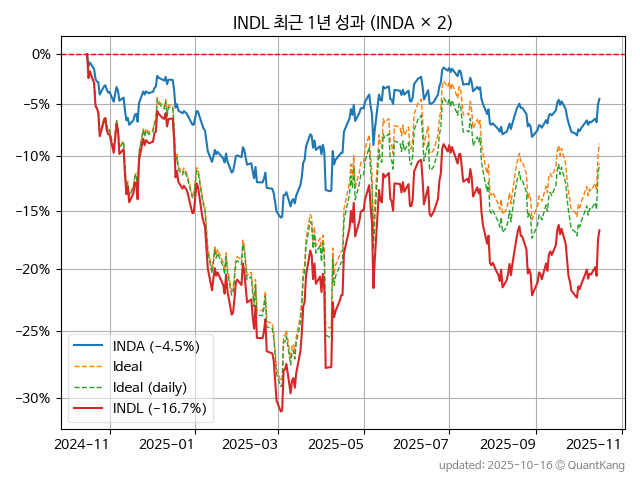 INDL 최근 1년 성과 (INDA × 2)
0%
−5%
−10%
−15%
−20%
−25%
−30%
INDA (−4.5%)
Ideal
Ideal (daily)
INDL (−16.7%)
2024-11 2025-01 2025-03 2025-05 2025-07 2025-09 2025-11
updated: 2025-10-16 © QuantKang